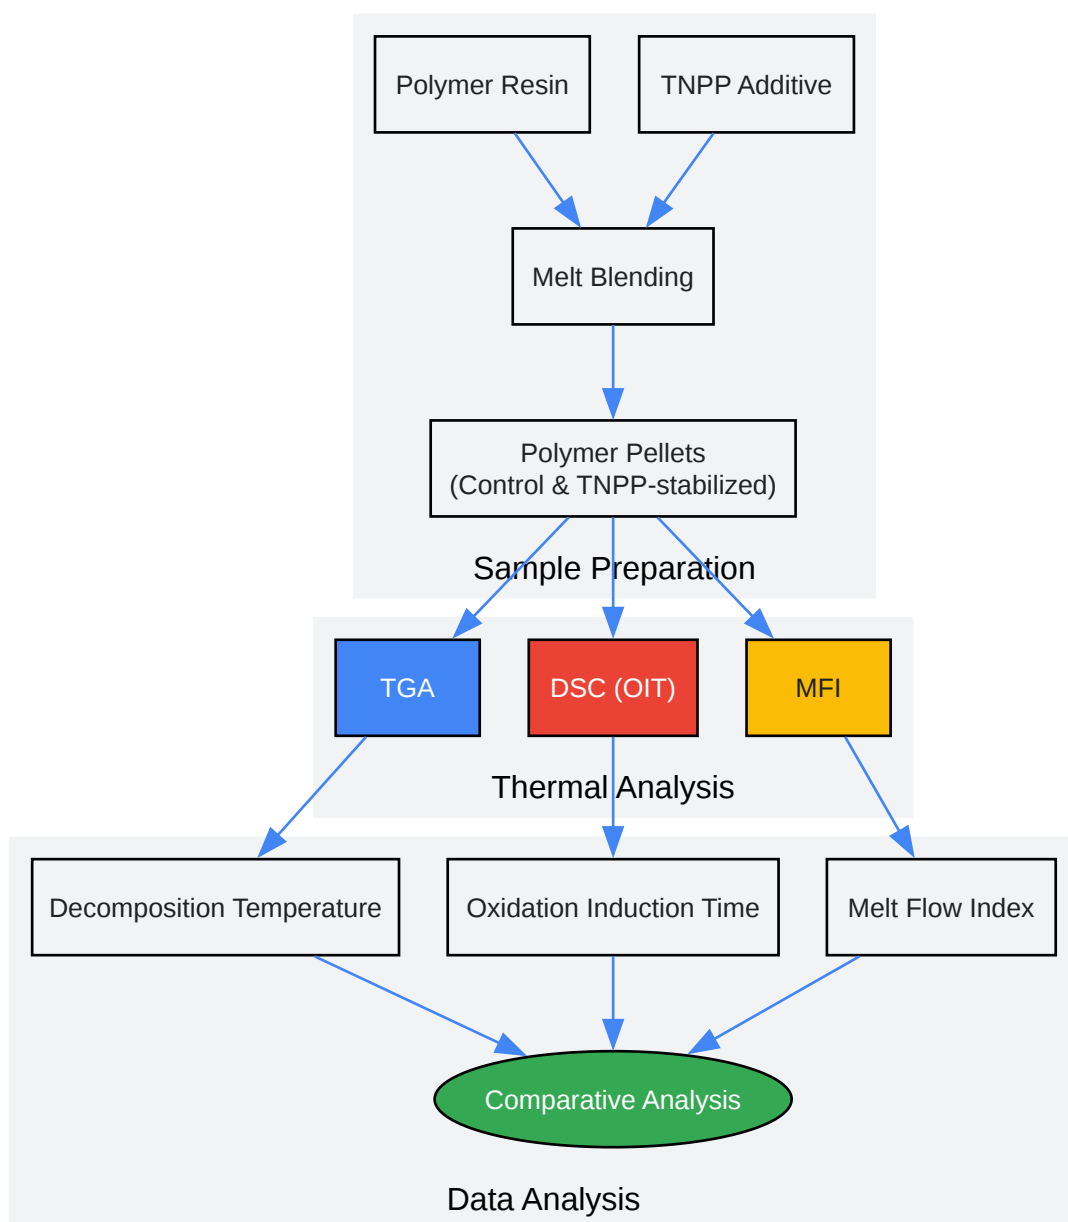 Polymer Resin
TNPP Additive
Melt Blending
Polymer Pellets
(Control & TNPP-stabilized)
Sample Preparation
TGA
DSC (OIT)
MFI
Thermal Analysis
Decomposition Temperature
Oxidation Induction Time
Melt Flow Index
Comparative Analysis
Data Analysis